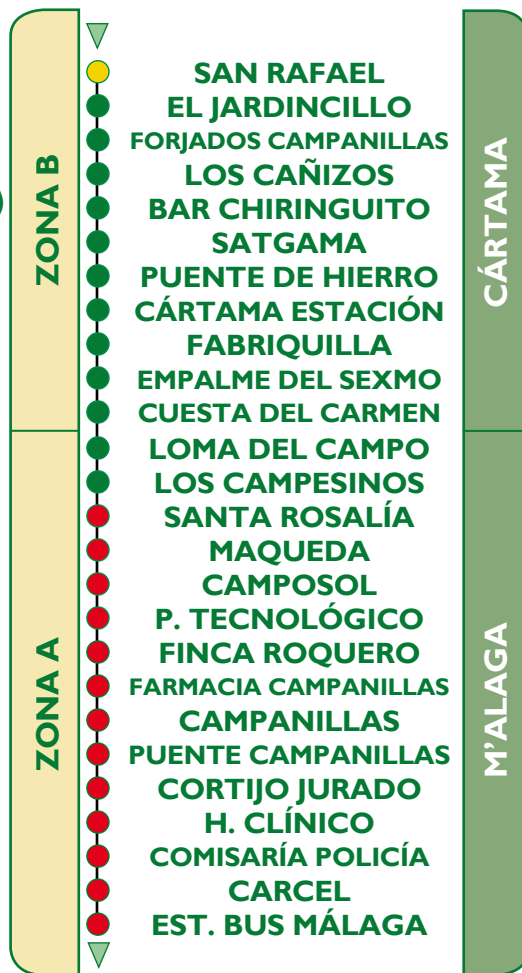 ZONA B
CÁRTAMA
SAN RAFAEL
EL JARDINCILLO
FORJADOS CAMPANILLAS
LOS CAÑIZOS
BAR CHIRINGUITO
SATGAMA
PUENTE DE HIERRO
CÁRTAMA ESTACIÓN
FABRIQUILLA
EMPALME DEL SEXMO
CUESTA DEL CARMEN
ZONA A
M'ALAGA
LOMA DEL CAMPO
LOS CAMPESINOS
SANTA ROSALÍA
MAQUEDA
CAMPOSOL
P. TECNOLÓGICO
FINCA ROQUERO
FARMACIA CAMPANILLAS
CAMPANILLAS
PUENTE CAMPANILLAS
CORTIJO JURADO
H. CLÍNICO
COMISARÍA POLICÍA
CARCEL
EST. BUS MÁLAGA